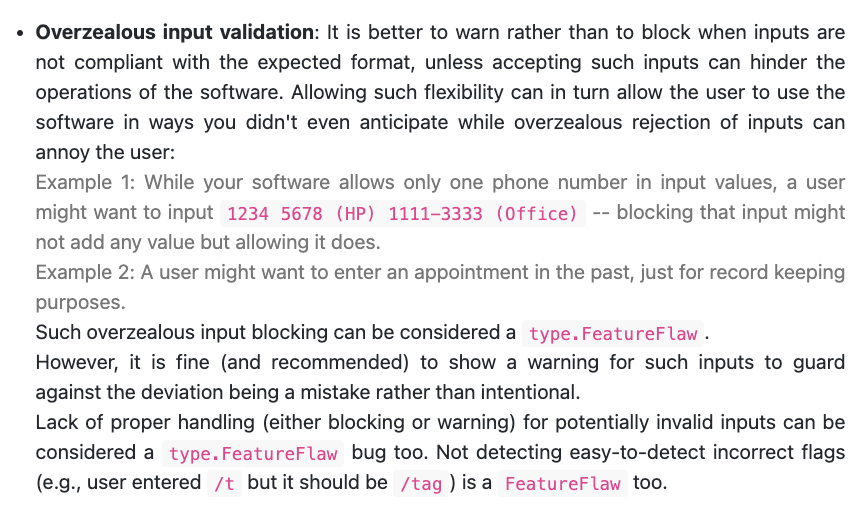 • Overzealous input validation: It is better to warn rather than to block when inputs are
not compliant with the expected format, unless accepting such inputs can hinder the
operations of the software. Allowing such flexibility can in turn allow the user to use the
software in ways you didn't even anticipate while overzealous rejection of inputs can
annoy the user:
Example 1: While your software allows only one phone number in input values, a user
might want to input 1234 5678 (HP) 1111-3333 (Office) -- blocking that input might
not add any value but allowing it does.
Example 2: A user might want to enter an appointment in the past, just for record keeping
purposes.
Such overzealous input blocking can be considered a type.FeatureFlaw.
However, it is fine (and recommended) to show a warning for such inputs to guard
against the deviation being a mistake rather than intentional.
Lack of proper handling (either blocking or warning) for potentially invalid inputs can be
considered a type.FeatureFlaw bug too. Not detecting easy-to-detect incorrect flags
(e.g., user entered /t but it should be /tag ) is a FeatureFlaw too.